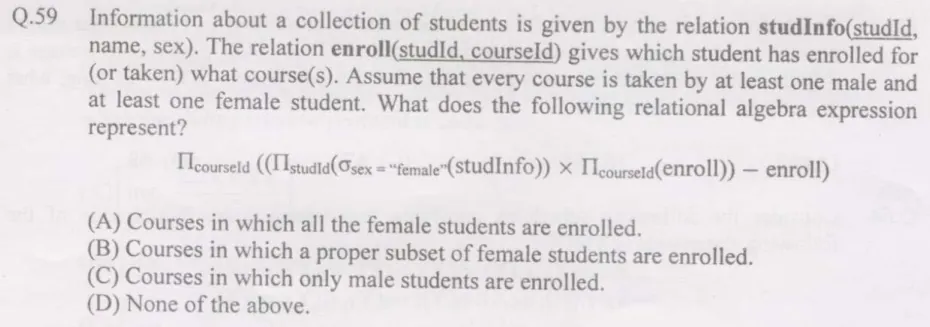 Q.59 Information about a collection of students is given by the relation studInfo(studId,
name, sex). The relation enroll(studId, courseId) gives which student has enrolled for
(or taken) what course(s). Assume that every course is taken by at least one male and
at least one female student. What does the following relational algebra expression
represent?
ΠcourseId ((ΠstudId(σsex = "female"(studInfo)) × ΠcourseId(enroll)) – enroll)
(A) Courses in which all the female students are enrolled.
(B) Courses in which a proper subset of female students are enrolled.
(C) Courses in which only male students are enrolled.
(D) None of the above.